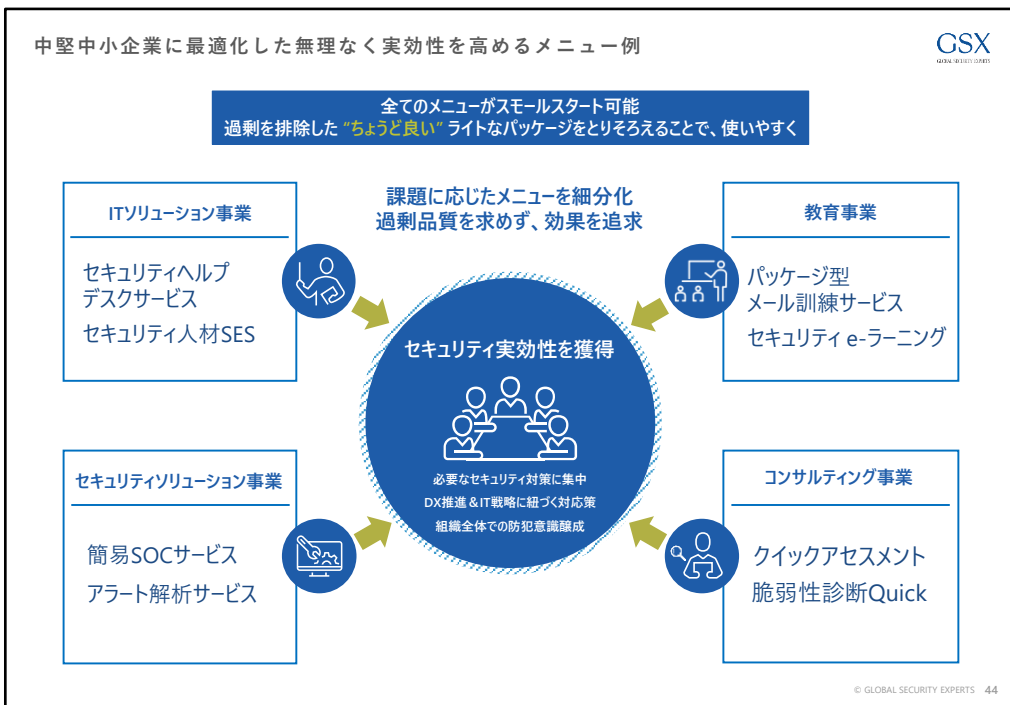 中堅中小企業に最適化した無理なく実効性を高めるメニュー例
GSX
GLOBAL SECURITY EXPERTS
全てのメニューがスモールスタート可能
過剰を排除した “ちょうど良い” ライトなパッケージをとりそろえることで、使いやすく
課題に応じたメニューを細分化
過剰品質を求めず、効果を追求
ITソリューション事業
セキュリティヘルプ
デスクサービス
セキュリティ人材SES
教育事業
パッケージ型
メール訓練サービス
セキュリティ e-ラーニング
セキュリティ実効性を獲得
必要なセキュリティ対策に集中
DX推進&IT戦略に紐づく対応策
組織全体での防犯意識醸成
セキュリティソリューション事業
簡易SOCサービス
アラート解析サービス
コンサルティング事業
クイックアセスメント
脆弱性診断Quick
© GLOBAL SECURITY EXPERTS 44